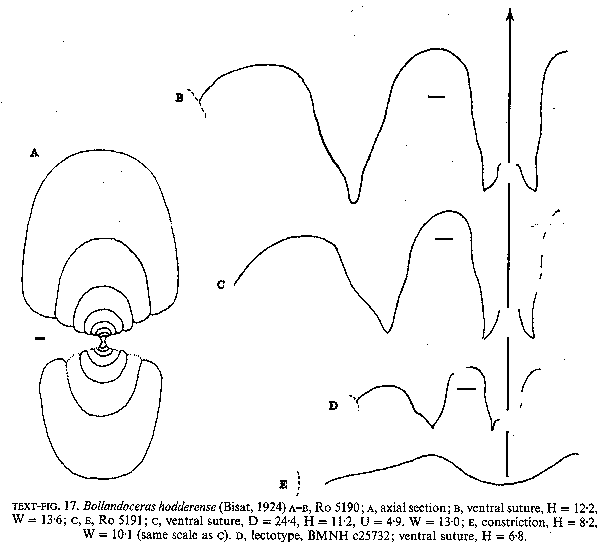 B
A
C
D
E
TEXT-FIG. 17. Bollandoceras hodderense (Bisat, 1924) A–B, Ro 5190; A, axial section; B, ventral suture, H = 12·2,
W = 13·6; C, E, Ro 5191; C, ventral suture, D = 24·4, H = 11·2, U = 4·9. W = 13·0; E, constriction, H = 8·2,
W = 10·1 (same scale as C). D, lectotype, BMNH c25732; ventral suture, H = 6·8.